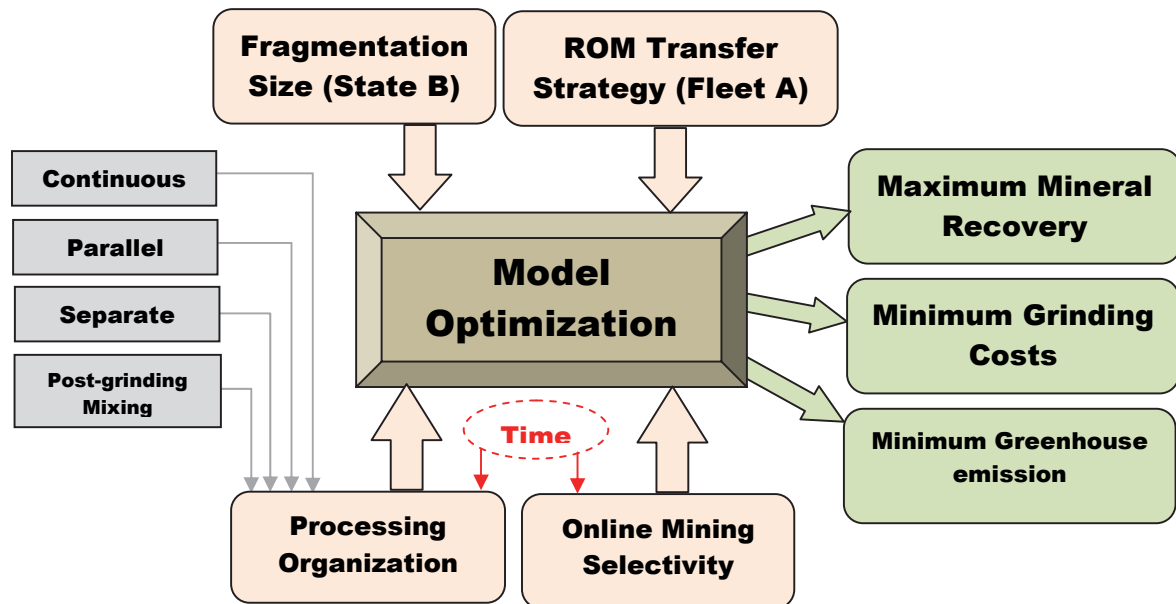 Fragmentation
Size (State B)
ROM Transfer
Strategy (Fleet A)
Continuous
Parallel
Separate
Post-grinding
Mixing
Model
Optimization
Maximum Mineral
Recovery
Minimum Grinding
Costs
Minimum Greenhouse
emission
Time
Processing
Organization
Online Mining
Selectivity